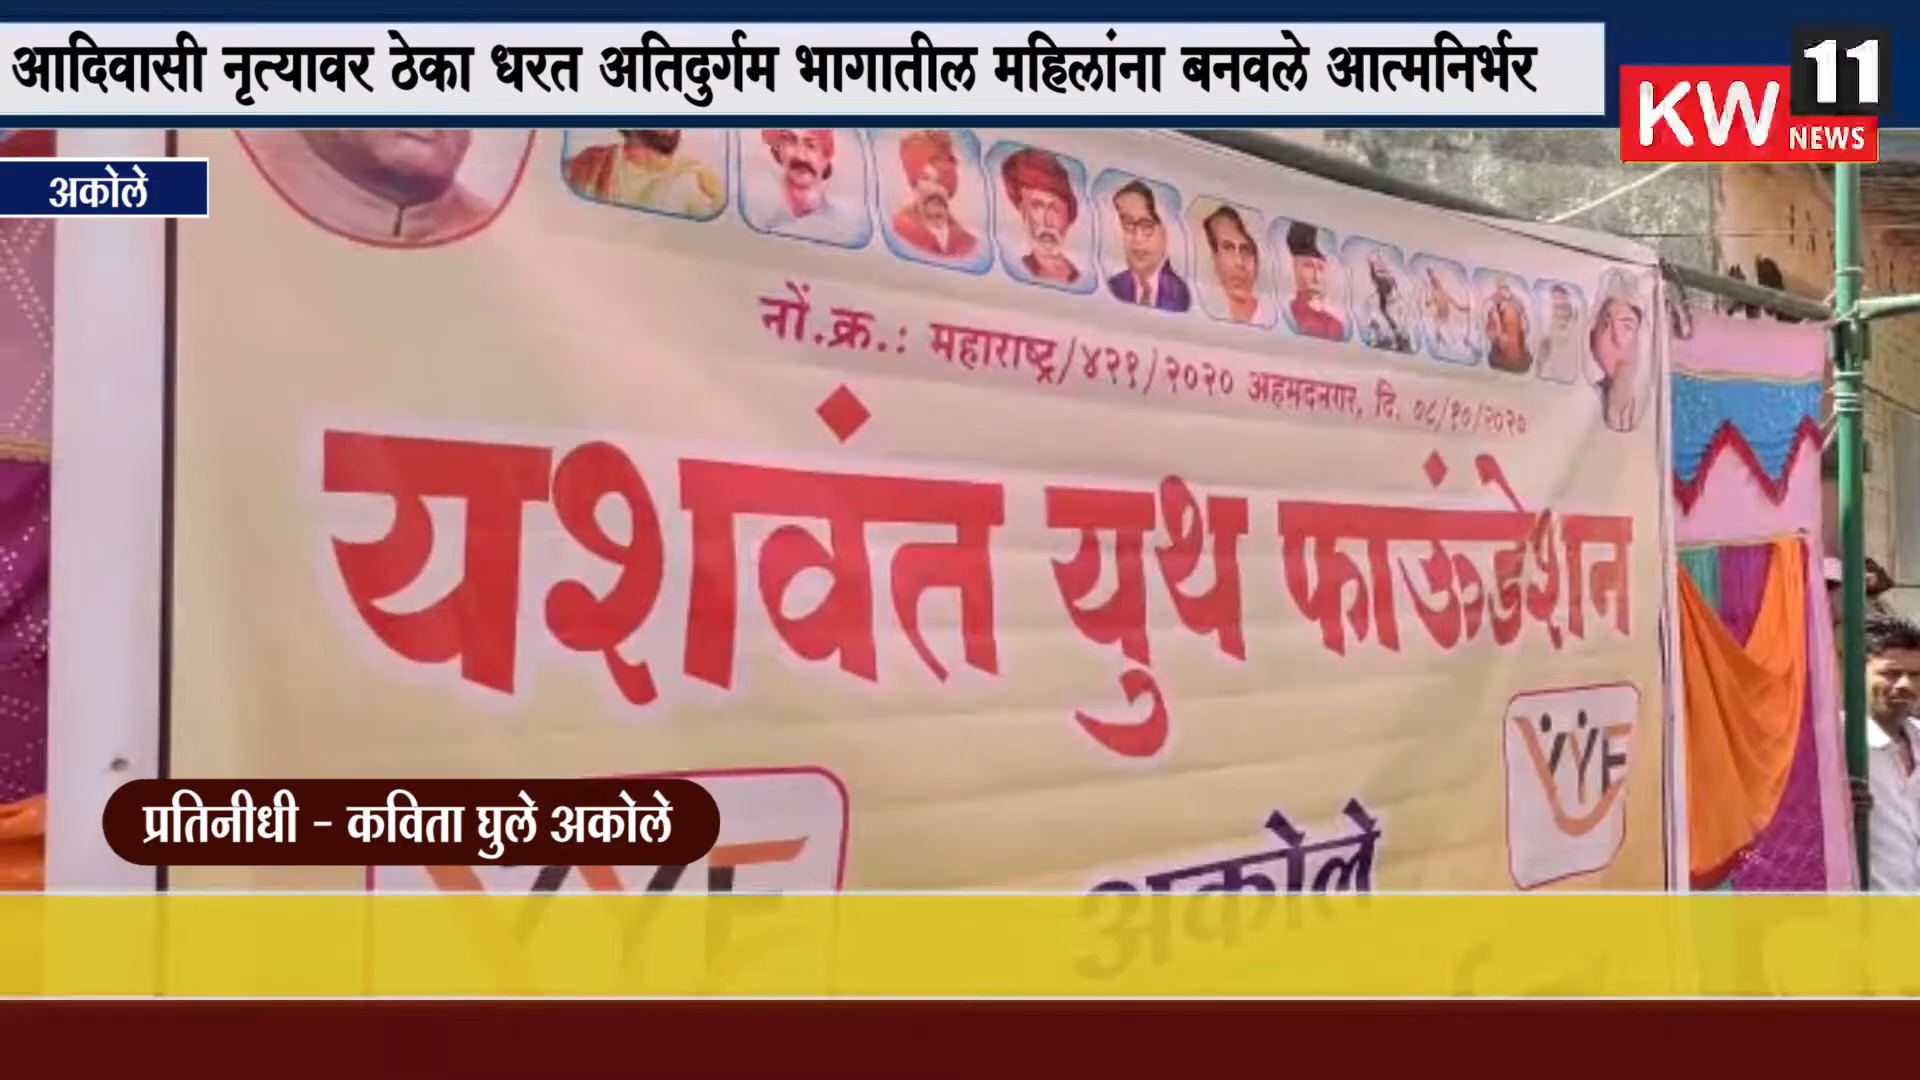 आदिवासी नृत्यावर ठेका धरत अतिदुर्गम भागातील महिलांना बनवले आत्मनिर्भर
KW 11 NEWS
अकोले
नों.क्र.: महाराष्ट्र/४२१/२०२० अहमदनगर, दि. ०८/१०/२०२०
यशवंत युथ फाऊंडेशन
YYF
प्रतिनीधी - कविता घुले अकोले
YYF
अकोले